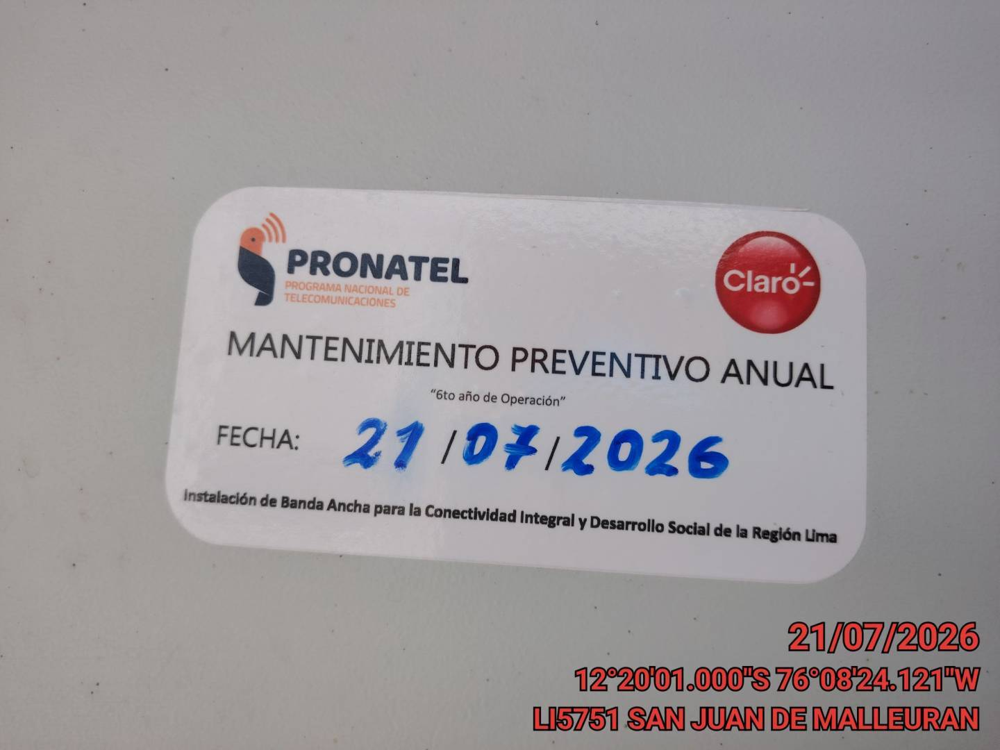 PRONATEL
PROGRAMA NACIONAL DE
TELECOMUNICACIONES
Claro
MANTENIMIENTO PREVENTIVO ANUAL
“6to año de Operación”
FECHA: 21/07/2026
Instalación de Banda Ancha para la Conectividad Integral y Desarrollo Social de la Región Lima
21/07/2026
12°20'01.000"S 76°08'24.121"W
LI5751 SAN JUAN DE MALLEURAN